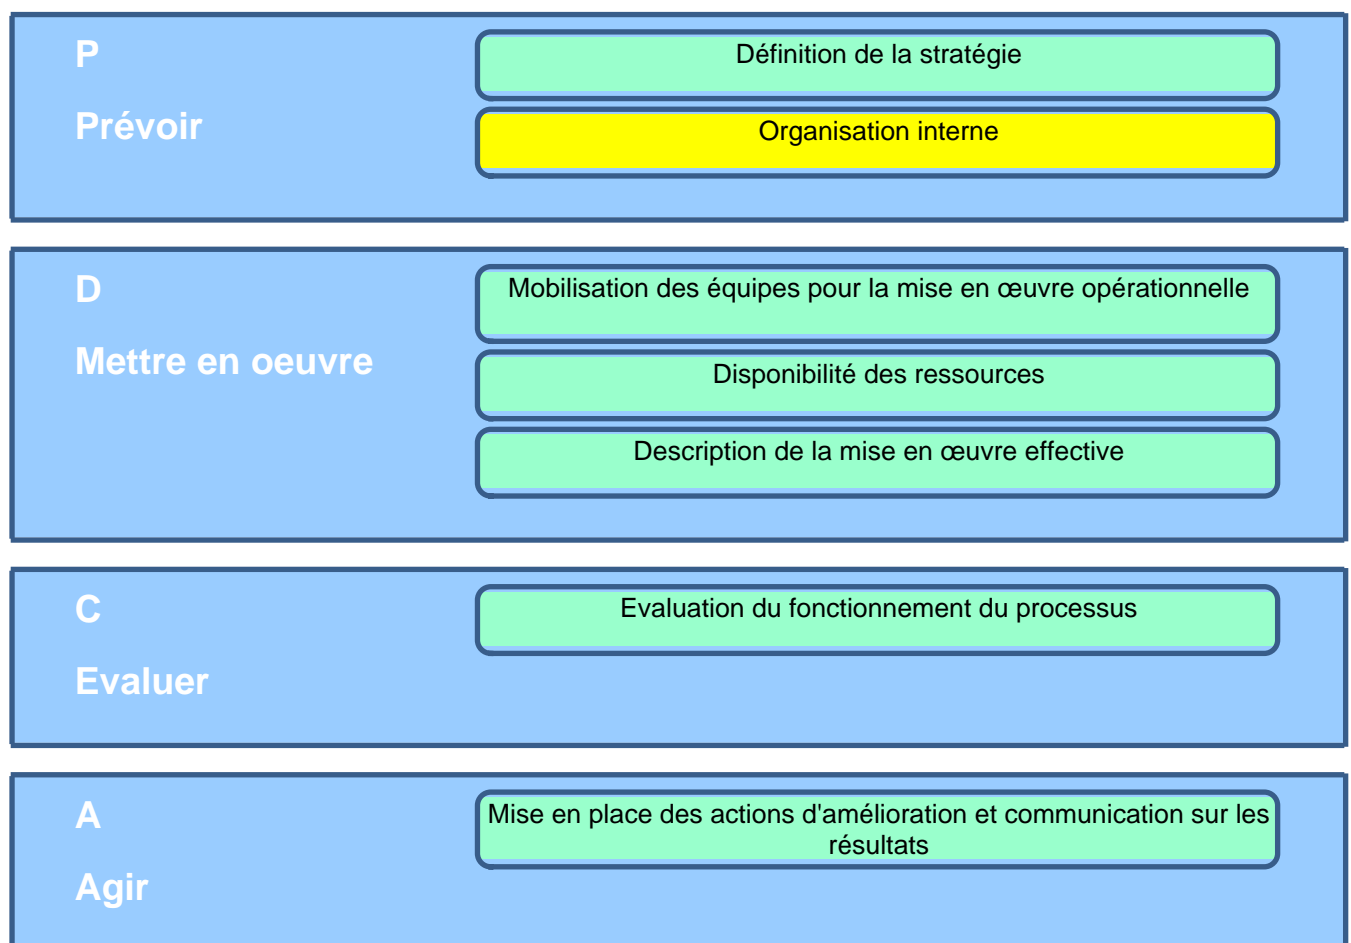 P
Prévoir
Définition de la stratégie
Organisation interne
D
Mettre en oeuvre
Mobilisation des équipes pour la mise en œuvre opérationnelle
Disponibilité des ressources
Description de la mise en œuvre effective
C
Evaluer
Evaluation du fonctionnement du processus
A
Agir
Mise en place des actions d'amélioration et communication sur les
résultats